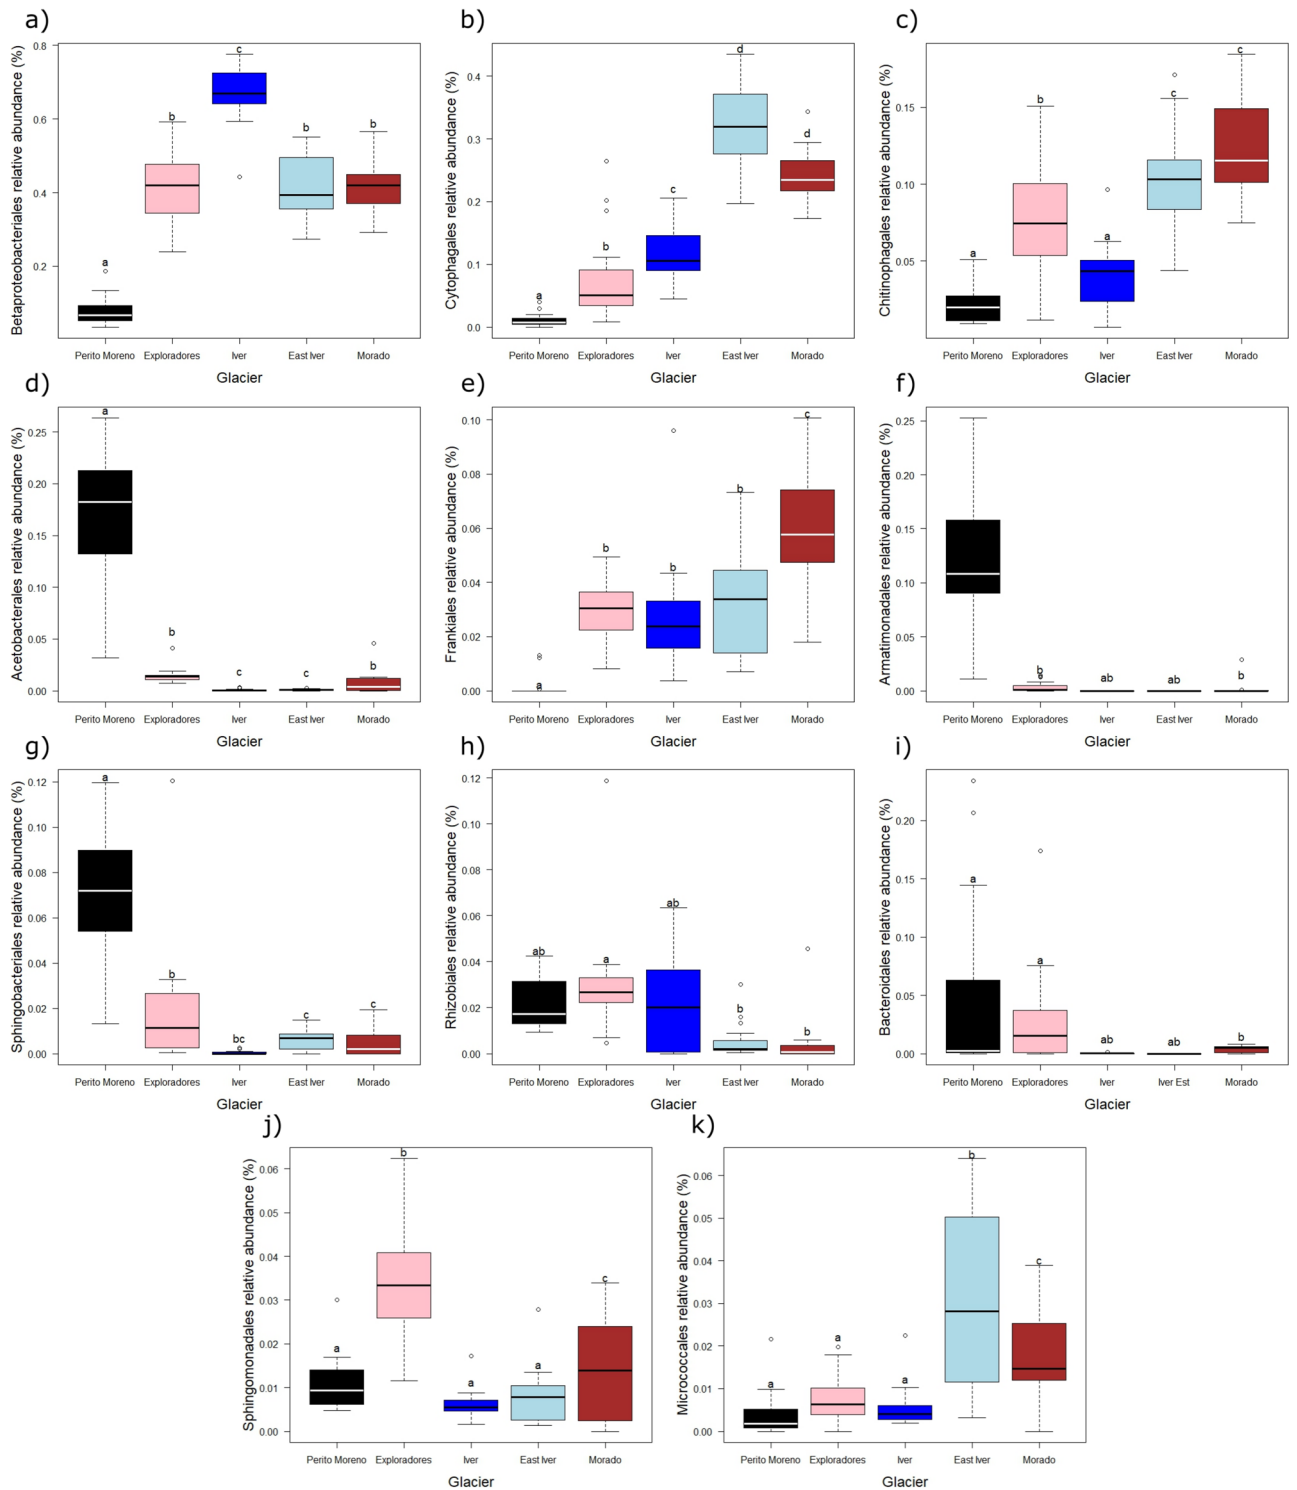 a)
Betaproteobacteriales relative abundance (%)
0.8
0.6
0.4
0.2
a
b
c
b
b
Perito Moreno Exploradores Iver East Iver Morado
Glacier
b)
Cytophagales relative abundance (%)
0.4
0.3
0.2
0.1
0.0
a
b
c
d
d
Perito Moreno Exploradores Iver East Iver Morado
Glacier
c)
Chitinophagales relative abundance (%)
0.15
0.10
0.05
a
b
a
c
c
Perito Moreno Exploradores Iver East Iver Morado
Glacier
d)
Acetobacterales relative abundance (%)
0.25
0.20
0.15
0.10
0.05
0.00
a
b
c
c
b
Perito Moreno Exploradores Iver East Iver Morado
Glacier
e)
Frankiales relative abundance (%)
0.10
0.08
0.06
0.04
0.02
0.00
a
b
b
b
c
Perito Moreno Exploradores Iver East Iver Morado
Glacier
f)
Armatimonadales relative abundance (%)
0.25
0.20
0.15
0.10
0.05
0.00
b
ab
ab
b
Perito Moreno Exploradores Iver East Iver Morado
Glacier
g)
Sphingobacteriales relative abundance (%)
0.12
0.10
0.08
0.06
0.04
0.02
0.00
a
b
bc
c
c
Perito Moreno Exploradores Iver East Iver Morado
Glacier
h)
Rhizobiales relative abundance (%)
0.12
0.10
0.08
0.06
0.04
0.02
0.00
ab
a
ab
b
b
Perito Moreno Exploradores Iver East Iver Morado
Glacier
i)
Bacteroidales relative abundance (%)
0.20
0.15
0.10
0.05
0.00
a
a
ab
ab
b
Perito Moreno Exploradores Iver Iver Est Morado
Glacier
j)
Sphingomonadales relative abundance (%)
0.06
0.05
0.04
0.03
0.02
0.01
0.00
a
b
a
a
c
Perito Moreno Exploradores Iver East Iver Morado
Glacier
k)
Micrococcales relative abundance (%)
0.06
0.05
0.04
0.03
0.02
0.01
0.00
a
a
a
b
c
Perito Moreno Exploradores Iver East Iver Morado
Glacier